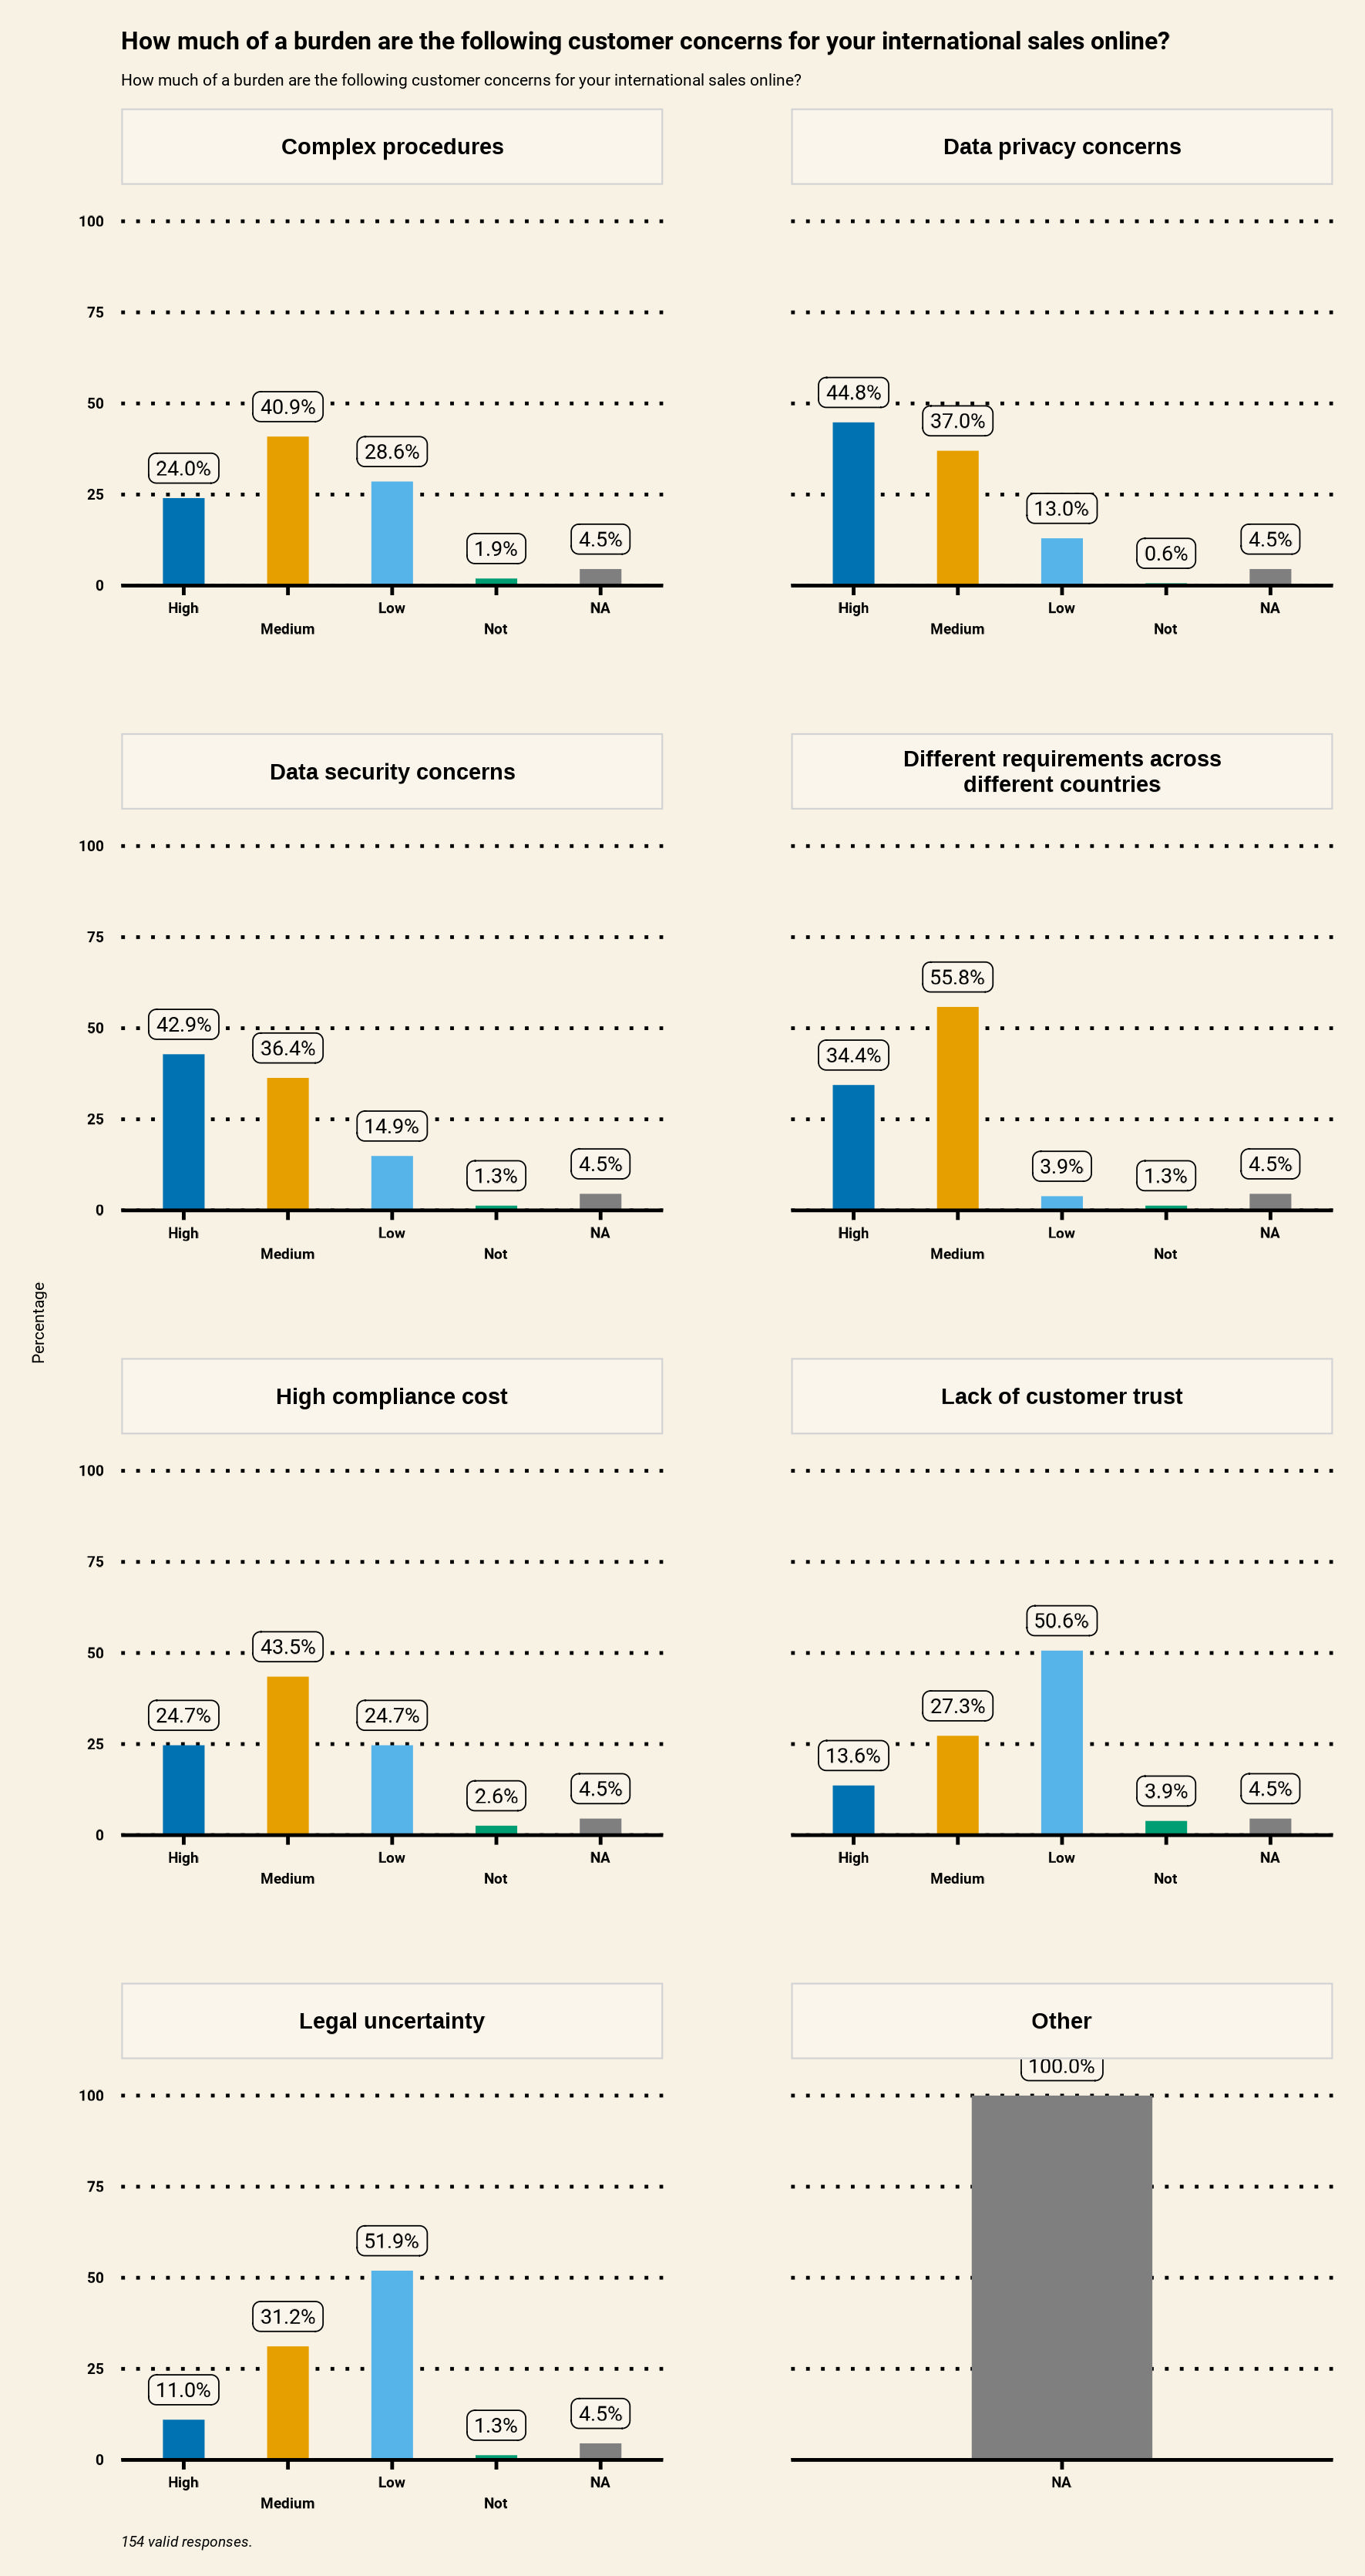 How much of a burden are the following customer concerns for your international sales online?
How much of a burden are the following customer concerns for your international sales online?
Complex procedures
100
75
50
25
0
24.0%
40.9%
28.6%
1.9%
4.5%
High
Medium
Low
Not
NA
Data privacy concerns
44.8%
37.0%
13.0%
0.6%
4.5%
High
Medium
Low
Not
NA
Data security concerns
100
75
50
25
0
42.9%
36.4%
14.9%
1.3%
4.5%
High
Medium
Low
Not
NA
Different requirements across
different countries
34.4%
55.8%
3.9%
1.3%
4.5%
High
Medium
Low
Not
NA
Percentage
High compliance cost
100
75
50
25
0
24.7%
43.5%
24.7%
2.6%
4.5%
High
Medium
Low
Not
NA
Lack of customer trust
13.6%
27.3%
50.6%
3.9%
4.5%
High
Medium
Low
Not
NA
Legal uncertainty
100
75
50
25
0
11.0%
31.2%
51.9%
1.3%
4.5%
High
Medium
Low
Not
NA
Other
100.0%
NA
154 valid responses.